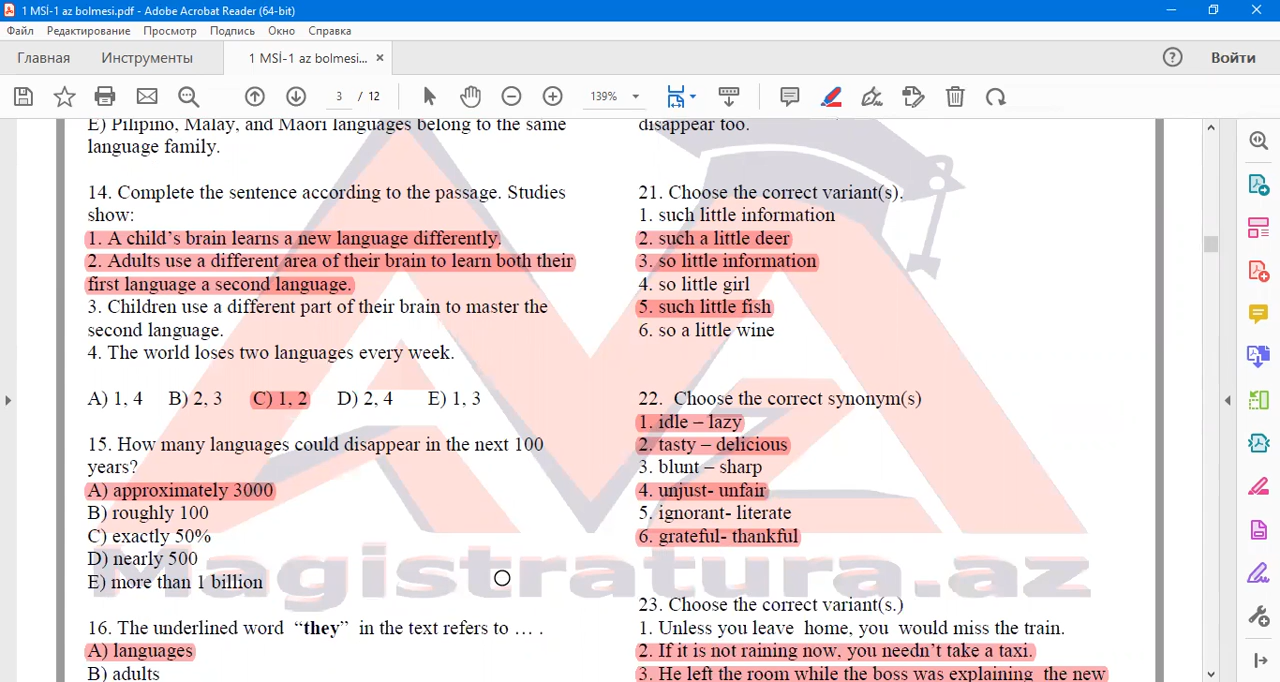 1 MSİ-1 az bolmesi.pdf - Adobe Acrobat Reader (64-bit)
Файл Редактирование Просмотр Подпись Окно Справка
Главная Инструменты 1 MSİ-1 az bolmesi... × Войти
3 / 12 139%
E) Pilipino, Malay, and Maori languages belong to the same
language family.
14. Complete the sentence according to the passage. Studies
show:
1. A child’s brain learns a new language differently.
2. Adults use a different area of their brain to learn both their
first language a second language.
3. Children use a different part of their brain to master the
second language.
4. The world loses two languages every week.
A) 1, 4 B) 2, 3 C) 1, 2 D) 2, 4 E) 1, 3
15. How many languages could disappear in the next 100
years?
A) approximately 3000
B) roughly 100
C) exactly 50%
D) nearly 500
E) more than 1 billion
16. The underlined word “they” in the text refers to … .
A) languages
B) adults
disappear too.
21. Choose the correct variant(s).
1. such little information
2. such a little deer
3. so little information
4. so little girl
5. such little fish
6. so a little wine
22. Choose the correct synonym(s)
1. idle – lazy
2. tasty – delicious
3. blunt – sharp
4. unjust- unfair
5. ignorant- literate
6. grateful- thankful
23. Choose the correct variant(s.)
1. Unless you leave home, you would miss the train.
2. If it is not raining now, you needn’t take a taxi.
3. He left the room while the boss was explaining the new
Magistratura.az